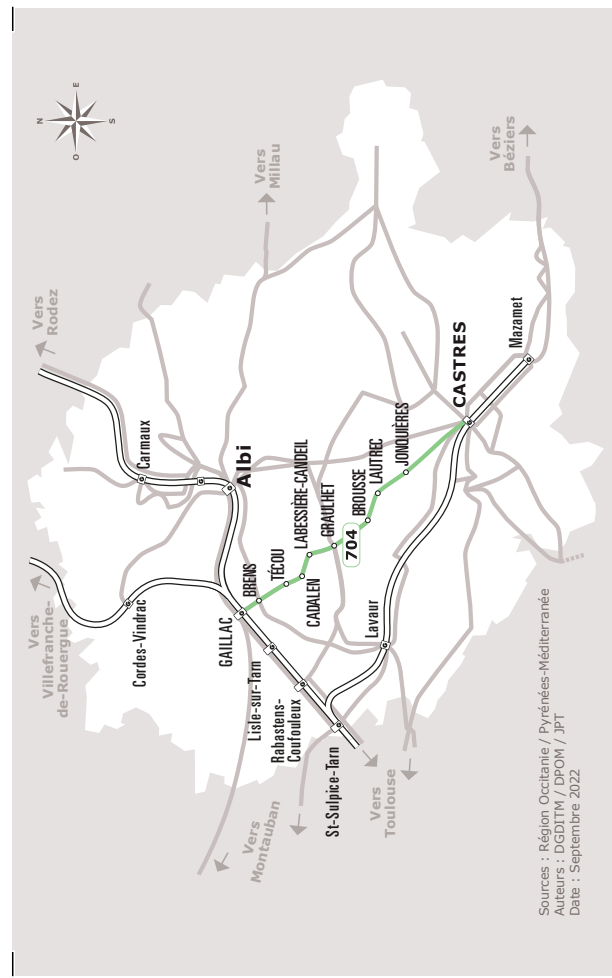 N
E
S
O
Vers
Rodez
Vers
Millau
Vers
Béziers
Vers
Villefranche-
de-Rouergue
Carmaux
Cordes-Vindrac
Albi
GAILLAC
BRENS
TÉCOU
CADALEN
LABESSIÈRE-CANDEIL
GRAULHET
704
BROUSSE
LAUTREC
JONQUIÈRES
CASTRES
Mazamet
Lisle-sur-Tarn
Rabastens-
Coufouleux
St-Sulpice-Tarn
Lavaur
Vers
Montauban
Vers
Toulouse
Sources : Région Occitanie / Pyrénées-Méditerranée
Auteurs : DGDITM / DPOM / JPT
Date : Septembre 2022